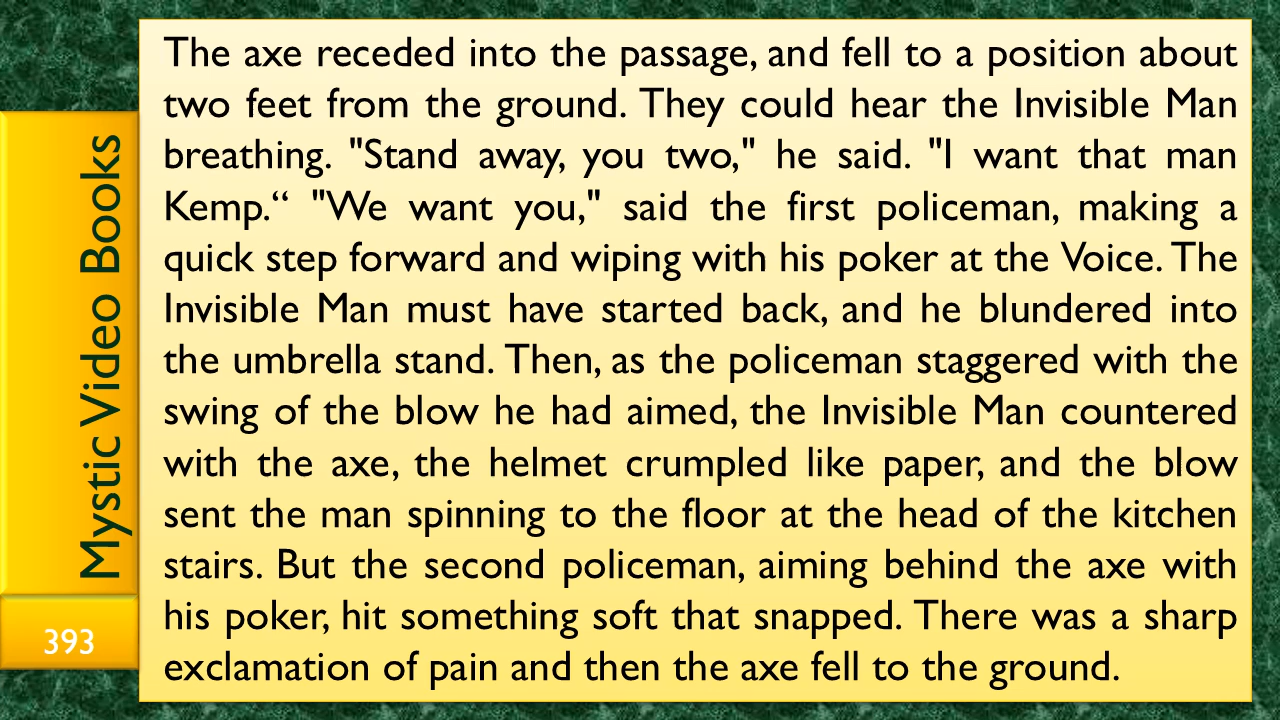 The axe receded into the passage, and fell to a position about
two feet from the ground. They could hear the Invisible Man
breathing. "Stand away, you two," he said. "I want that man
Kemp.“ "We want you," said the first policeman, making a
quick step forward and wiping with his poker at the Voice. The
Invisible Man must have started back, and he blundered into
the umbrella stand. Then, as the policeman staggered with the
swing of the blow he had aimed, the Invisible Man countered
with the axe, the helmet crumpled like paper, and the blow
sent the man spinning to the floor at the head of the kitchen
stairs. But the second policeman, aiming behind the axe with
his poker, hit something soft that snapped. There was a sharp
exclamation of pain and then the axe fell to the ground.
Mystic Video Books
393